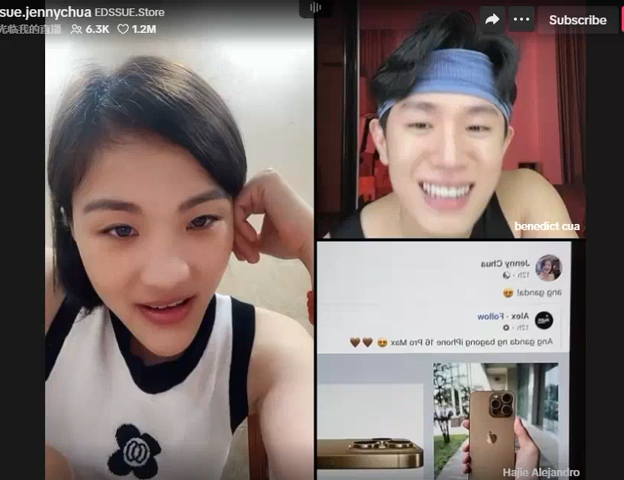 sue.jennychua EDSSUE.Store
光临我的直播 6.3K 1.2M
Subscribe
benedict cua
Jenny Chua
12h
ang ganda! 😍
Alex · Follow
12h
Ang ganda ng bagong iPhone 16 Pro Max 😍 🤎 🤎
Hajie Alejandro